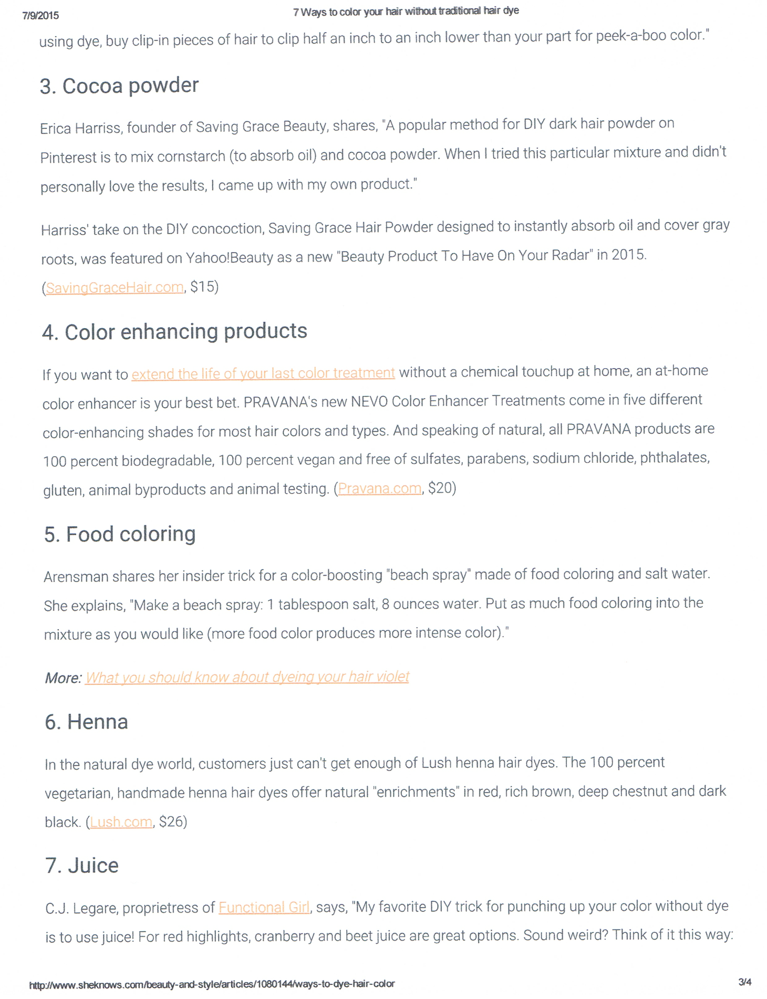 7/9/2015
7 Ways to color your hair without traditional hair dye
using dye, buy clip-in pieces of hair to clip half an inch to an inch lower than your part for peek-a-boo color."
3. Cocoa powder
Erica Harriss, founder of Saving Grace Beauty, shares, "A popular method for DIY dark hair powder on
Pinterest is to mix cornstarch (to absorb oil) and cocoa powder. When I tried this particular mixture and didn't
personally love the results, I came up with my own product."
Harriss' take on the DIY concoction, Saving Grace Hair Powder designed to instantly absorb oil and cover gray
roots, was featured on Yahoo!Beauty as a new "Beauty Product To Have On Your Radar" in 2015.
(SavingGraceHair.com, $15)
4. Color enhancing products
If you want to extend the life of your last color treatment without a chemical touchup at home, an at-home
color enhancer is your best bet. PRAVANA's new NEVO Color Enhancer Treatments come in five different
color-enhancing shades for most hair colors and types. And speaking of natural, all PRAVANA products are
100 percent biodegradable, 100 percent vegan and free of sulfates, parabens, sodium chloride, phthalates,
gluten, animal byproducts and animal testing. (Pravana.com, $20)
5. Food coloring
Arensman shares her insider trick for a color-boosting "beach spray" made of food coloring and salt water.
She explains, "Make a beach spray: 1 tablespoon salt, 8 ounces water. Put as much food coloring into the
mixture as you would like (more food color produces more intense color)."
More: What you should know about dyeing your hair violet
6. Henna
In the natural dye world, customers just can't get enough of Lush henna hair dyes. The 100 percent
vegetarian, handmade henna hair dyes offer natural "enrichments" in red, rich brown, deep chestnut and dark
black. (Lush.com, $26)
7. Juice
C.J. Legare, proprietress of Functional Girl, says, "My favorite DIY trick for punching up your color without dye
is to use juice! For red highlights, cranberry and beet juice are great options. Sound weird? Think of it this way:
http://www.sheknows.com/beauty-and-style/articles/1080144/ways-to-dye-hair-color
3/4